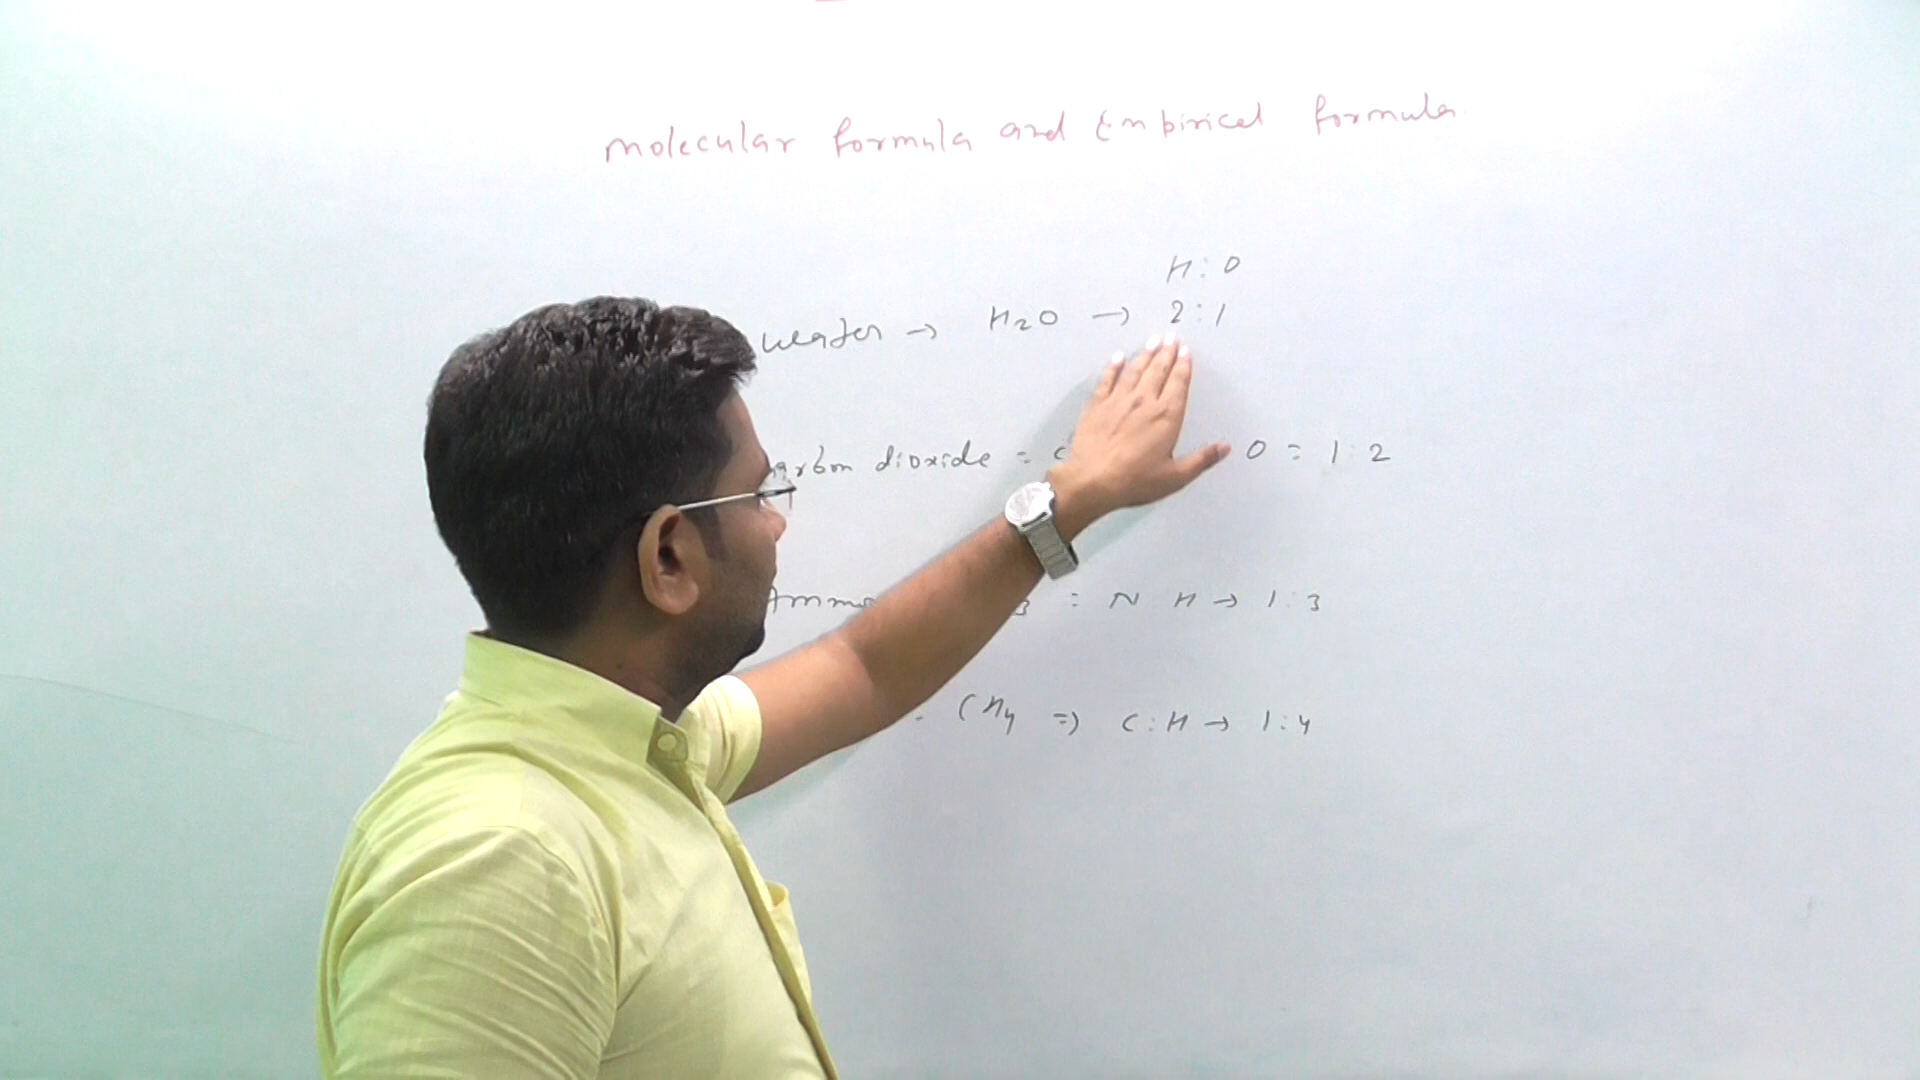 molecular formula and Empirical formula
H : O
water → H2O → 2 : 1
arbon dioxide = C O = 1 : 2
Ammo 3 : N H → 1 : 3
CH4 => C : H → 1 : 4